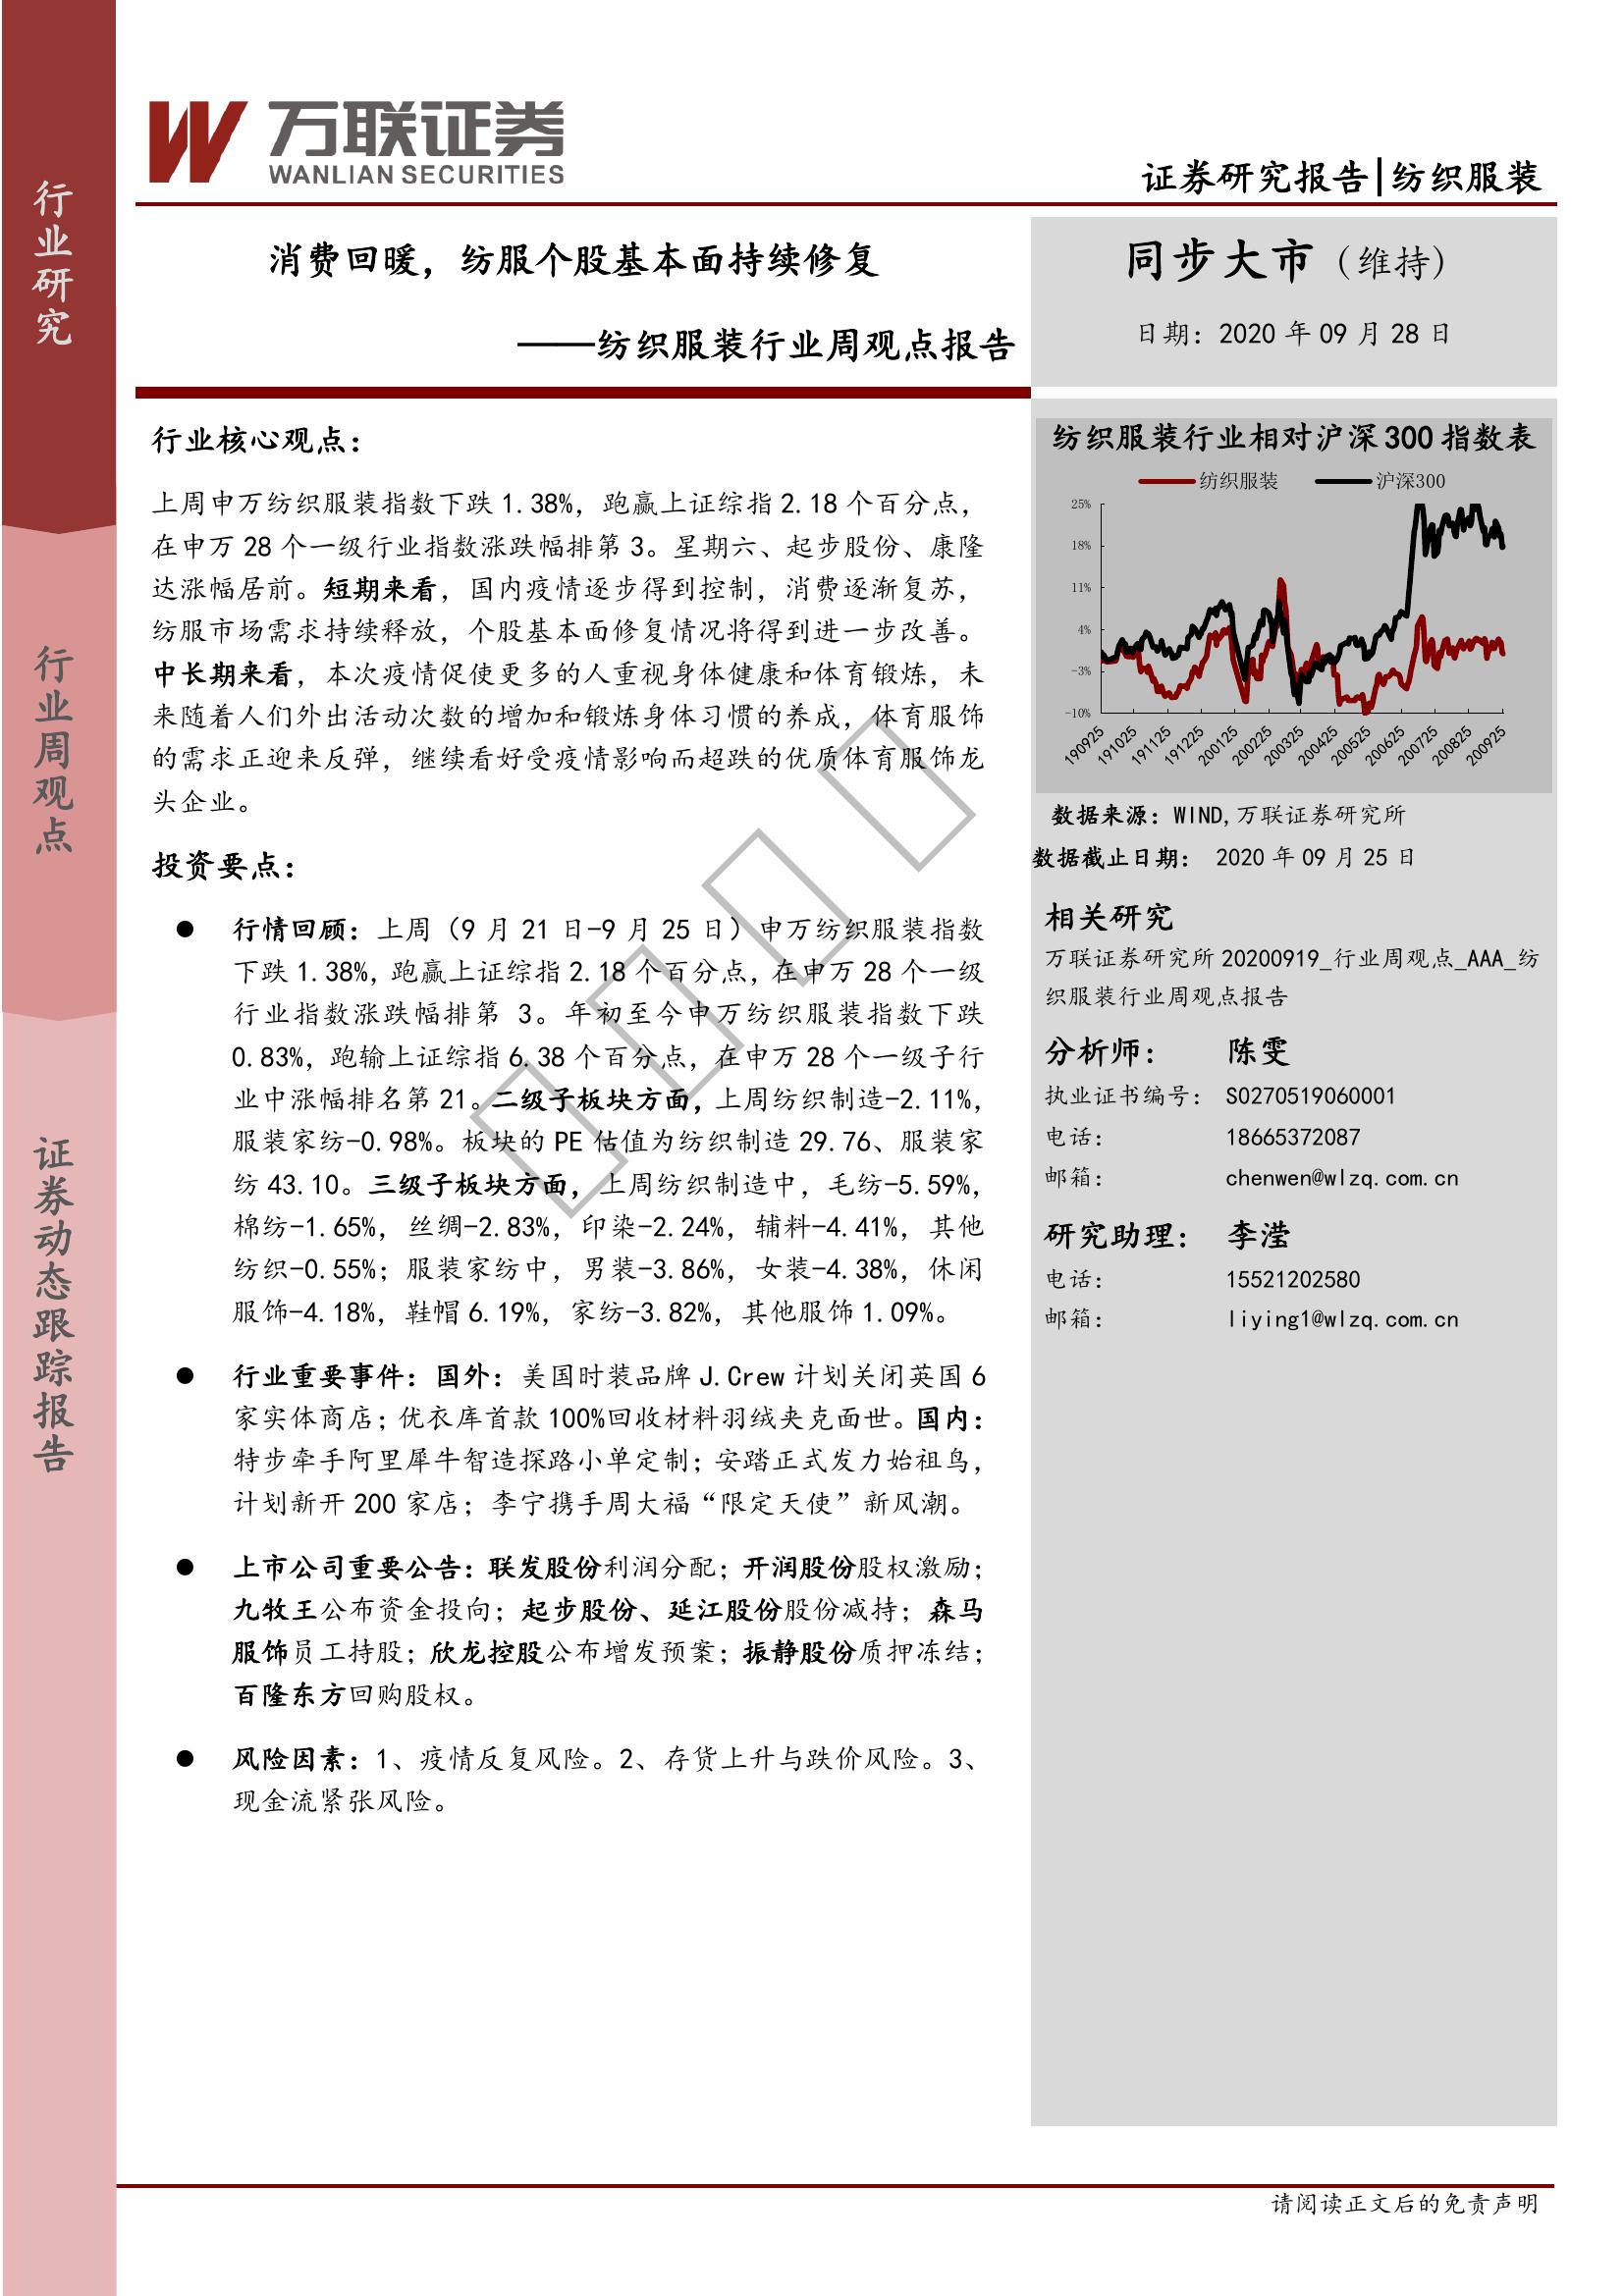 行业研究
行业周观点
证券动态跟踪报告
万联证券
WANLIAN SECURITIES
证券研究报告|纺织服装
消费回暖，纺服个股基本面持续修复
——纺织服装行业周观点报告
同步大市（维持）
日期：2020 年 09 月 28 日
行业核心观点：
上周申万纺织服装指数下跌 1.38%，跑赢上证综指 2.18 个百分点，
在申万 28 个一级行业指数涨跌幅排第 3。星期六、起步股份、康隆
达涨幅居前。短期来看，国内疫情逐步得到控制，消费逐渐复苏，
纺服市场需求持续释放，个股基本面修复情况将得到进一步改善。
中长期来看，本次疫情促使更多的人重视身体健康和体育锻炼，未
来随着人们外出活动次数的增加和锻炼身体习惯的养成，体育服饰
的需求正迎来反弹，继续看好受疫情影响而超跌的优质体育服饰龙
头企业。
投资要点：
● 行情回顾：上周（9 月 21 日-9 月 25 日）申万纺织服装指数
下跌 1.38%，跑赢上证综指 2.18 个百分点，在申万 28 个一级
行业指数涨跌幅排第 3。年初至今申万纺织服装指数下跌
0.83%，跑输上证综指 6.38 个百分点，在申万 28 个一级子行
业中涨幅排名第 21。二级子板块方面，上周纺织制造-2.11%，
服装家纺-0.98%。板块的 PE 估值为纺织制造 29.76、服装家
纺 43.10。三级子板块方面，上周纺织制造中，毛纺-5.59%，
棉纺-1.65%，丝绸-2.83%，印染-2.24%，辅料-4.41%，其他
纺织-0.55%；服装家纺中，男装-3.86%，女装-4.38%，休闲
服饰-4.18%，鞋帽 6.19%，家纺-3.82%，其他服饰 1.09%。
● 行业重要事件：国外：美国时装品牌 J.Crew 计划关闭英国 6
家实体商店；优衣库首款 100%回收材料羽绒夹克面世。国内：
特步牵手阿里犀牛智造探路小单定制；安踏正式发力始祖鸟，
计划新开 200 家店；李宁携手周大福“限定天使”新风潮。
● 上市公司重要公告：联发股份利润分配；开润股份股权激励；
九牧王公布资金投向；起步股份、延江股份股份减持；森马
服饰员工持股；欣龙控股公布增发预案；振静股份质押冻结；
百隆东方回购股权。
● 风险因素：1、疫情反复风险。2、存货上升与跌价风险。3、
现金流紧张风险。
纺织服装行业相对沪深 300 指数表
纺织服装 沪深300
25%
18%
11%
4%
-3%
-10%
190925 191025 191125 191225 200125 200225 200325 200425 200525 200625 200725 200825 200925
数据来源：WIND,万联证券研究所
数据截止日期： 2020 年 09 月 25 日
相关研究
万联证券研究所 20200919_行业周观点_AAA_纺
织服装行业周观点报告
分析师： 陈雯
执业证书编号： S0270519060001
电话： 18665372087
邮箱： chenwen@wlzq.com.cn
研究助理： 李滢
电话： 15521202580
邮箱： liying1@wlzq.com.cn
请阅读正文后的免责声明